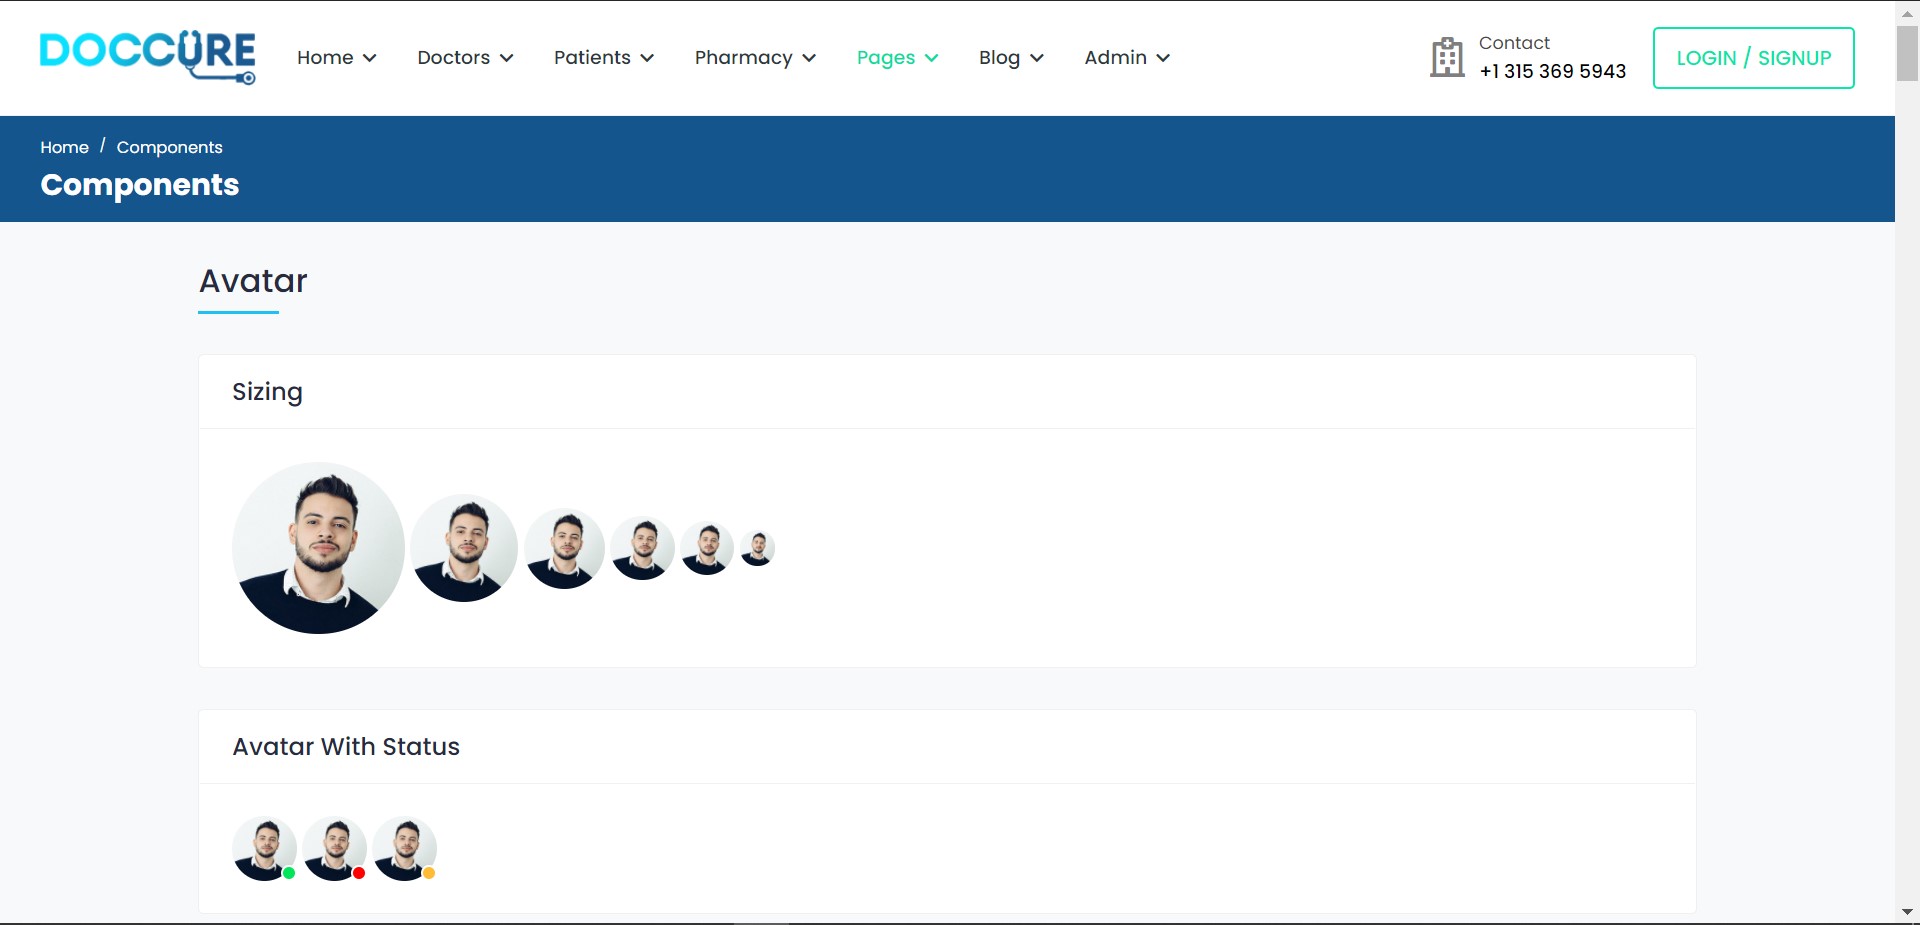 DOCCURE
Home Doctors Patients Pharmacy Pages Blog Admin
Contact
+1 315 369 5943
LOGIN / SIGNUP
Home / Components
Components
Avatar
Sizing
Avatar With Status